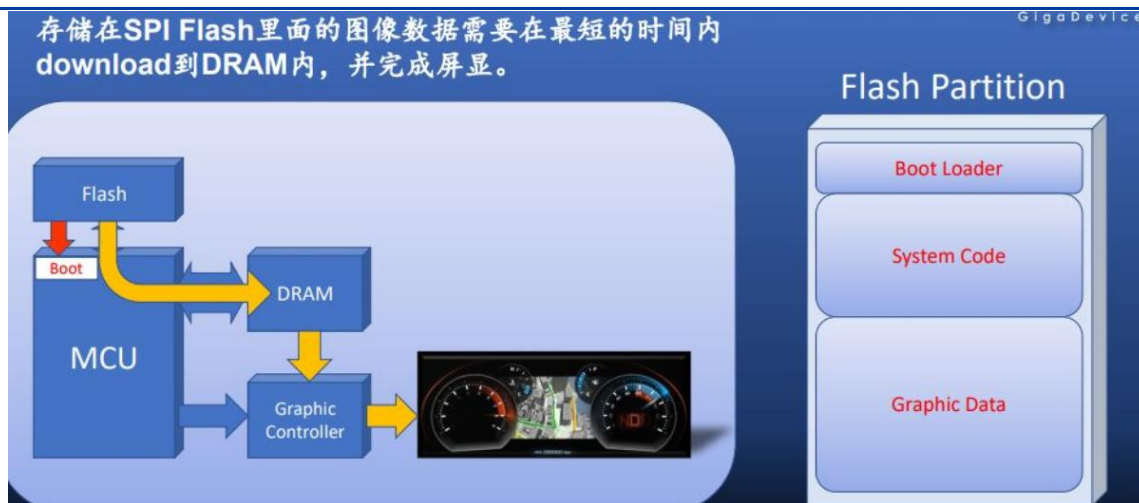 GigaDevice
存储在SPI Flash里面的图像数据需要在最短的时间内
download到DRAM内，并完成屏显。
Flash Partition
Flash
Boot
MCU
DRAM
Graphic
Controller
Boot Loader
System Code
Graphic Data